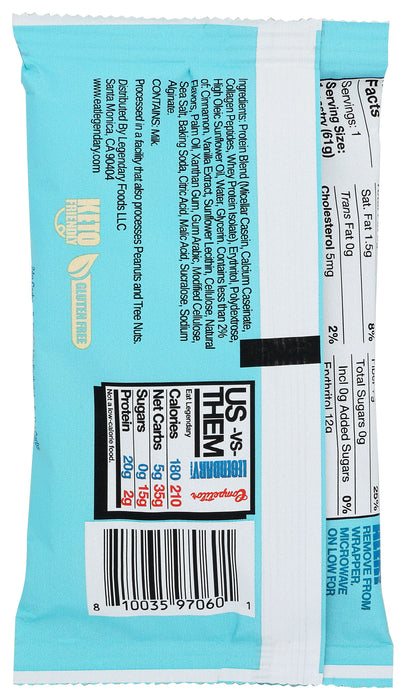 Facts
Servings: 1
Serving Size:
(61g)
Sat. Fat 1.5g 8%
Trans Fat 0g
Cholesterol 5mg 2%
25%
Total Sugars 0g
Incl 0g Added Sugars 0%
Erythritol 12g
REMOVE FROM
WRAPPER.
MICROWAVE
ON LOW FOR
Ingredients: Protein Blend (Micellar Casein, Calcium Caseinate,
Collagen Peptides, Whey Protein Isolate), Erythritol, Polydextrose,
High Oleic Sunflower Oil, Water, Glycerin. Contains less than 2%
of: Cinnamon, Vanilla Extract, Sunflower Lecithin, Cellulose, Natural
Flavors, Palm Oil, Xanthan Gum, Gum Arabic, Modified Cellulose,
Sea Salt, Baking Soda, Citric Acid, Malic Acid, Sucralose, Sodium
Alginate.
CONTAINS: Milk.
Processed in a facility that also processes Peanuts and Tree Nuts.
Distributed By Legendary Foods LLC
Santa Monica, CA 90404
www.eatlegendary.com
KETO
FRIENDLY
GLUTEN FREE
US
-VS-
THEM
LEGENDARY!
Competitor
Eat Legendary
Calories 180 210
Net Carbs 5g 35g
Sugars 0g 15g
Protein 20g 2g
Not a low-calorie food.
8 10035 97060 1